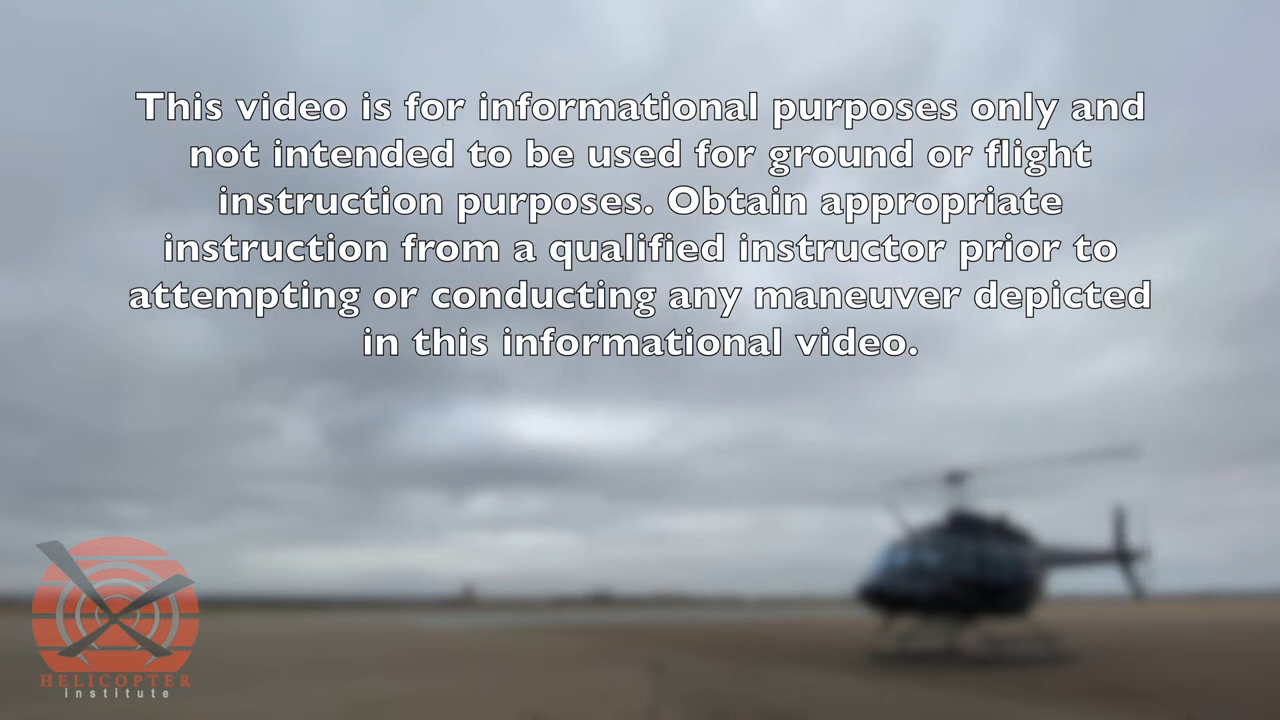 This video is for informational purposes only and
not intended to be used for ground or flight
instruction purposes. Obtain appropriate
instruction from a qualified instructor prior to
attempting or conducting any maneuver depicted
in this informational video.
HELICOPTER
institute